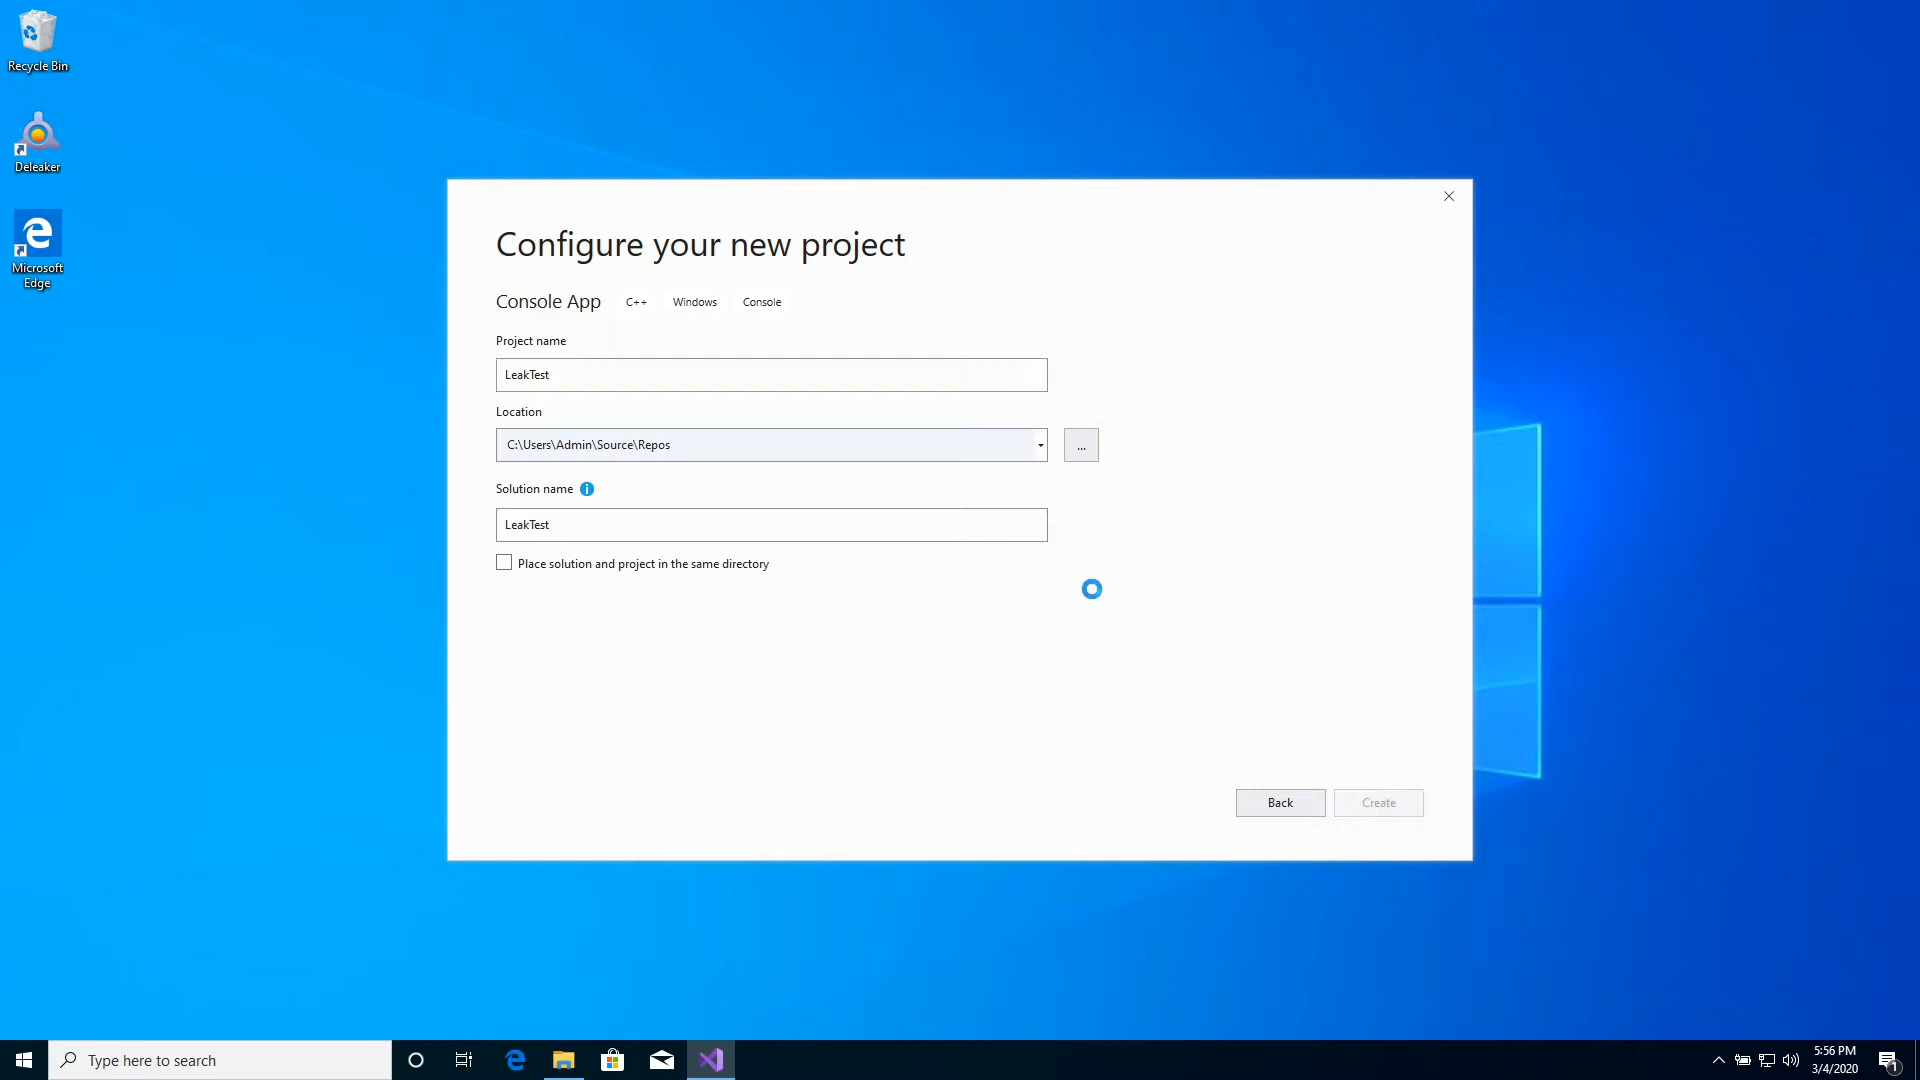 Recycle Bin
Deleaker
Microsoft
Edge
Configure your new project
Console App C++ Windows Console
Project name
LeakTest
Location
C:\Users\Admin\Source\Repos
...
Solution name
LeakTest
Place solution and project in the same directory
Back Create
Type here to search
5:56 PM
3/4/2020
1